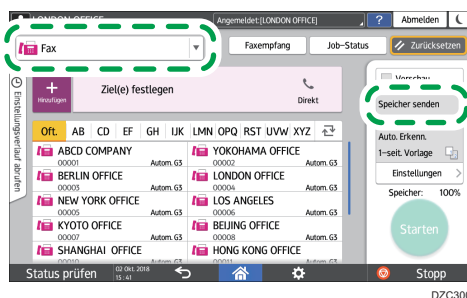 LONDON OFFICE
Angemeldet:[LONDON OFFICE]
?
Abmelden
Fax
Faxempfang
Job-Status
Zurücksetzen
Einstellungsverlauf abrufen
Hinzufügen
Ziel(e) festlegen
Direkt
Vorschau
Speicher senden
Oft. AB CD EF GH IJK LMN OPQ RST UVW XYZ
ABCD COMPANY
00001 Autom. G3
YOKOHAMA OFFICE
00002 Autom. G3
BERLIN OFFICE
00003 Autom. G3
LONDON OFFICE
00004 Autom. G3
NEW YORK OFFICE
00005 Autom. G3
LOS ANGELES
00006 Autom. G3
KYOTO OFFICE
00007 Autom. G3
BEIJING OFFICE
00008 Autom. G3
SHANGHAI OFFICE
00010 Autom. G3
HONG KONG OFFICE
00011 Autom. G3
Auto. Erkenn.
1-seit. Vorlage
Einstellungen
Speicher: 100%
Starten
Status prüfen
02 Okt. 2018
15:41
Stopp